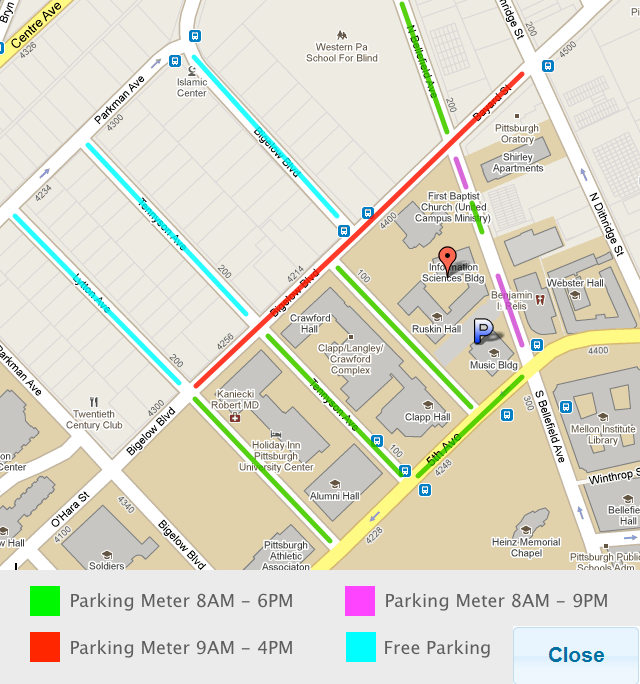 Bryn
Centre Ave
4326
Western Pa
School For Blind
N Bellefield Ave
200
Dithridge St
200
4500
Parkman Ave
4300
Islamic
Center
Bigelow Blvd
Bayard St
Pittsburgh
Oratory
Shirley
Apartments
4234
Tennyson Ave
200
4400
First Baptist
Church (United
Campus Ministry)
N Dithridge St
Lytton Ave
200
4214
100
Bigelow Blvd
Information
Sciences Bldg
Webster Hall
Benjamin
Crawford
Hall
4256
Clapp/Langley/
Crawford
Complex
Ruskin Hall
P
Music Bldg
4400
Parkman Ave
Twentieth
Century Club
4300
Bigelow Blvd
Kaniecki
Robert MD
Tennyson Ave
100
Clapp Hall
300
S Bellefield Ave
Mellon Institute
Library
Holiday Inn
Pittsburgh
University Center
5th Ave
4248
on
Center
O'Hara St
4100
4340
Bigelow Blvd
Alumni Hall
4228
Winthrop S
Bellefie
Hall
w Hall
Soldiers
Pittsburgh
Athletic
Associaton
Heinz Memorial
Chapel
Pittsburgh Public
Schools Adm
Parking Meter 8AM – 6PM
Parking Meter 8AM – 9PM
Parking Meter 9AM – 4PM
Free Parking
Close